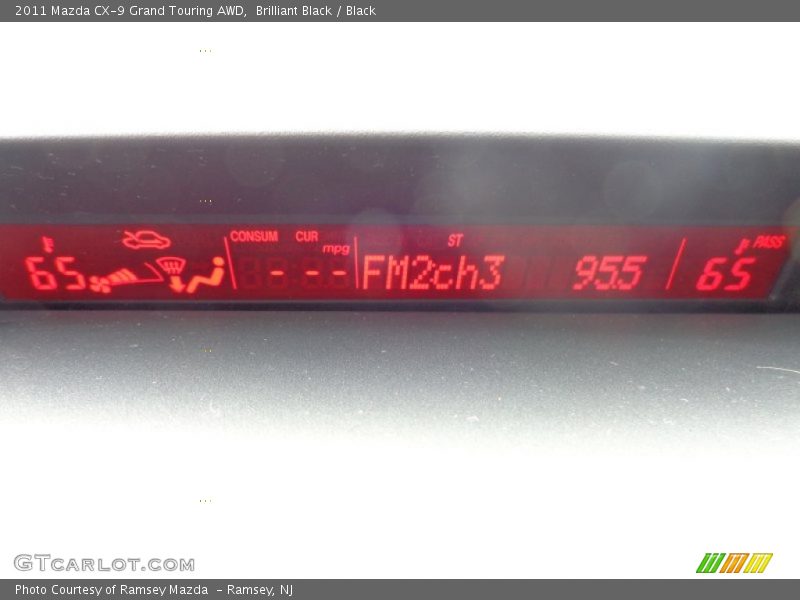 2011 Mazda CX-9 Grand Touring AWD,  Brilliant Black / Black
CONSUM CUR ST PASS
mpg
65 - - - FM2ch3 95.5 65
GTCARLOT.COM
Photo Courtesy of Ramsey Mazda  - Ramsey, NJ